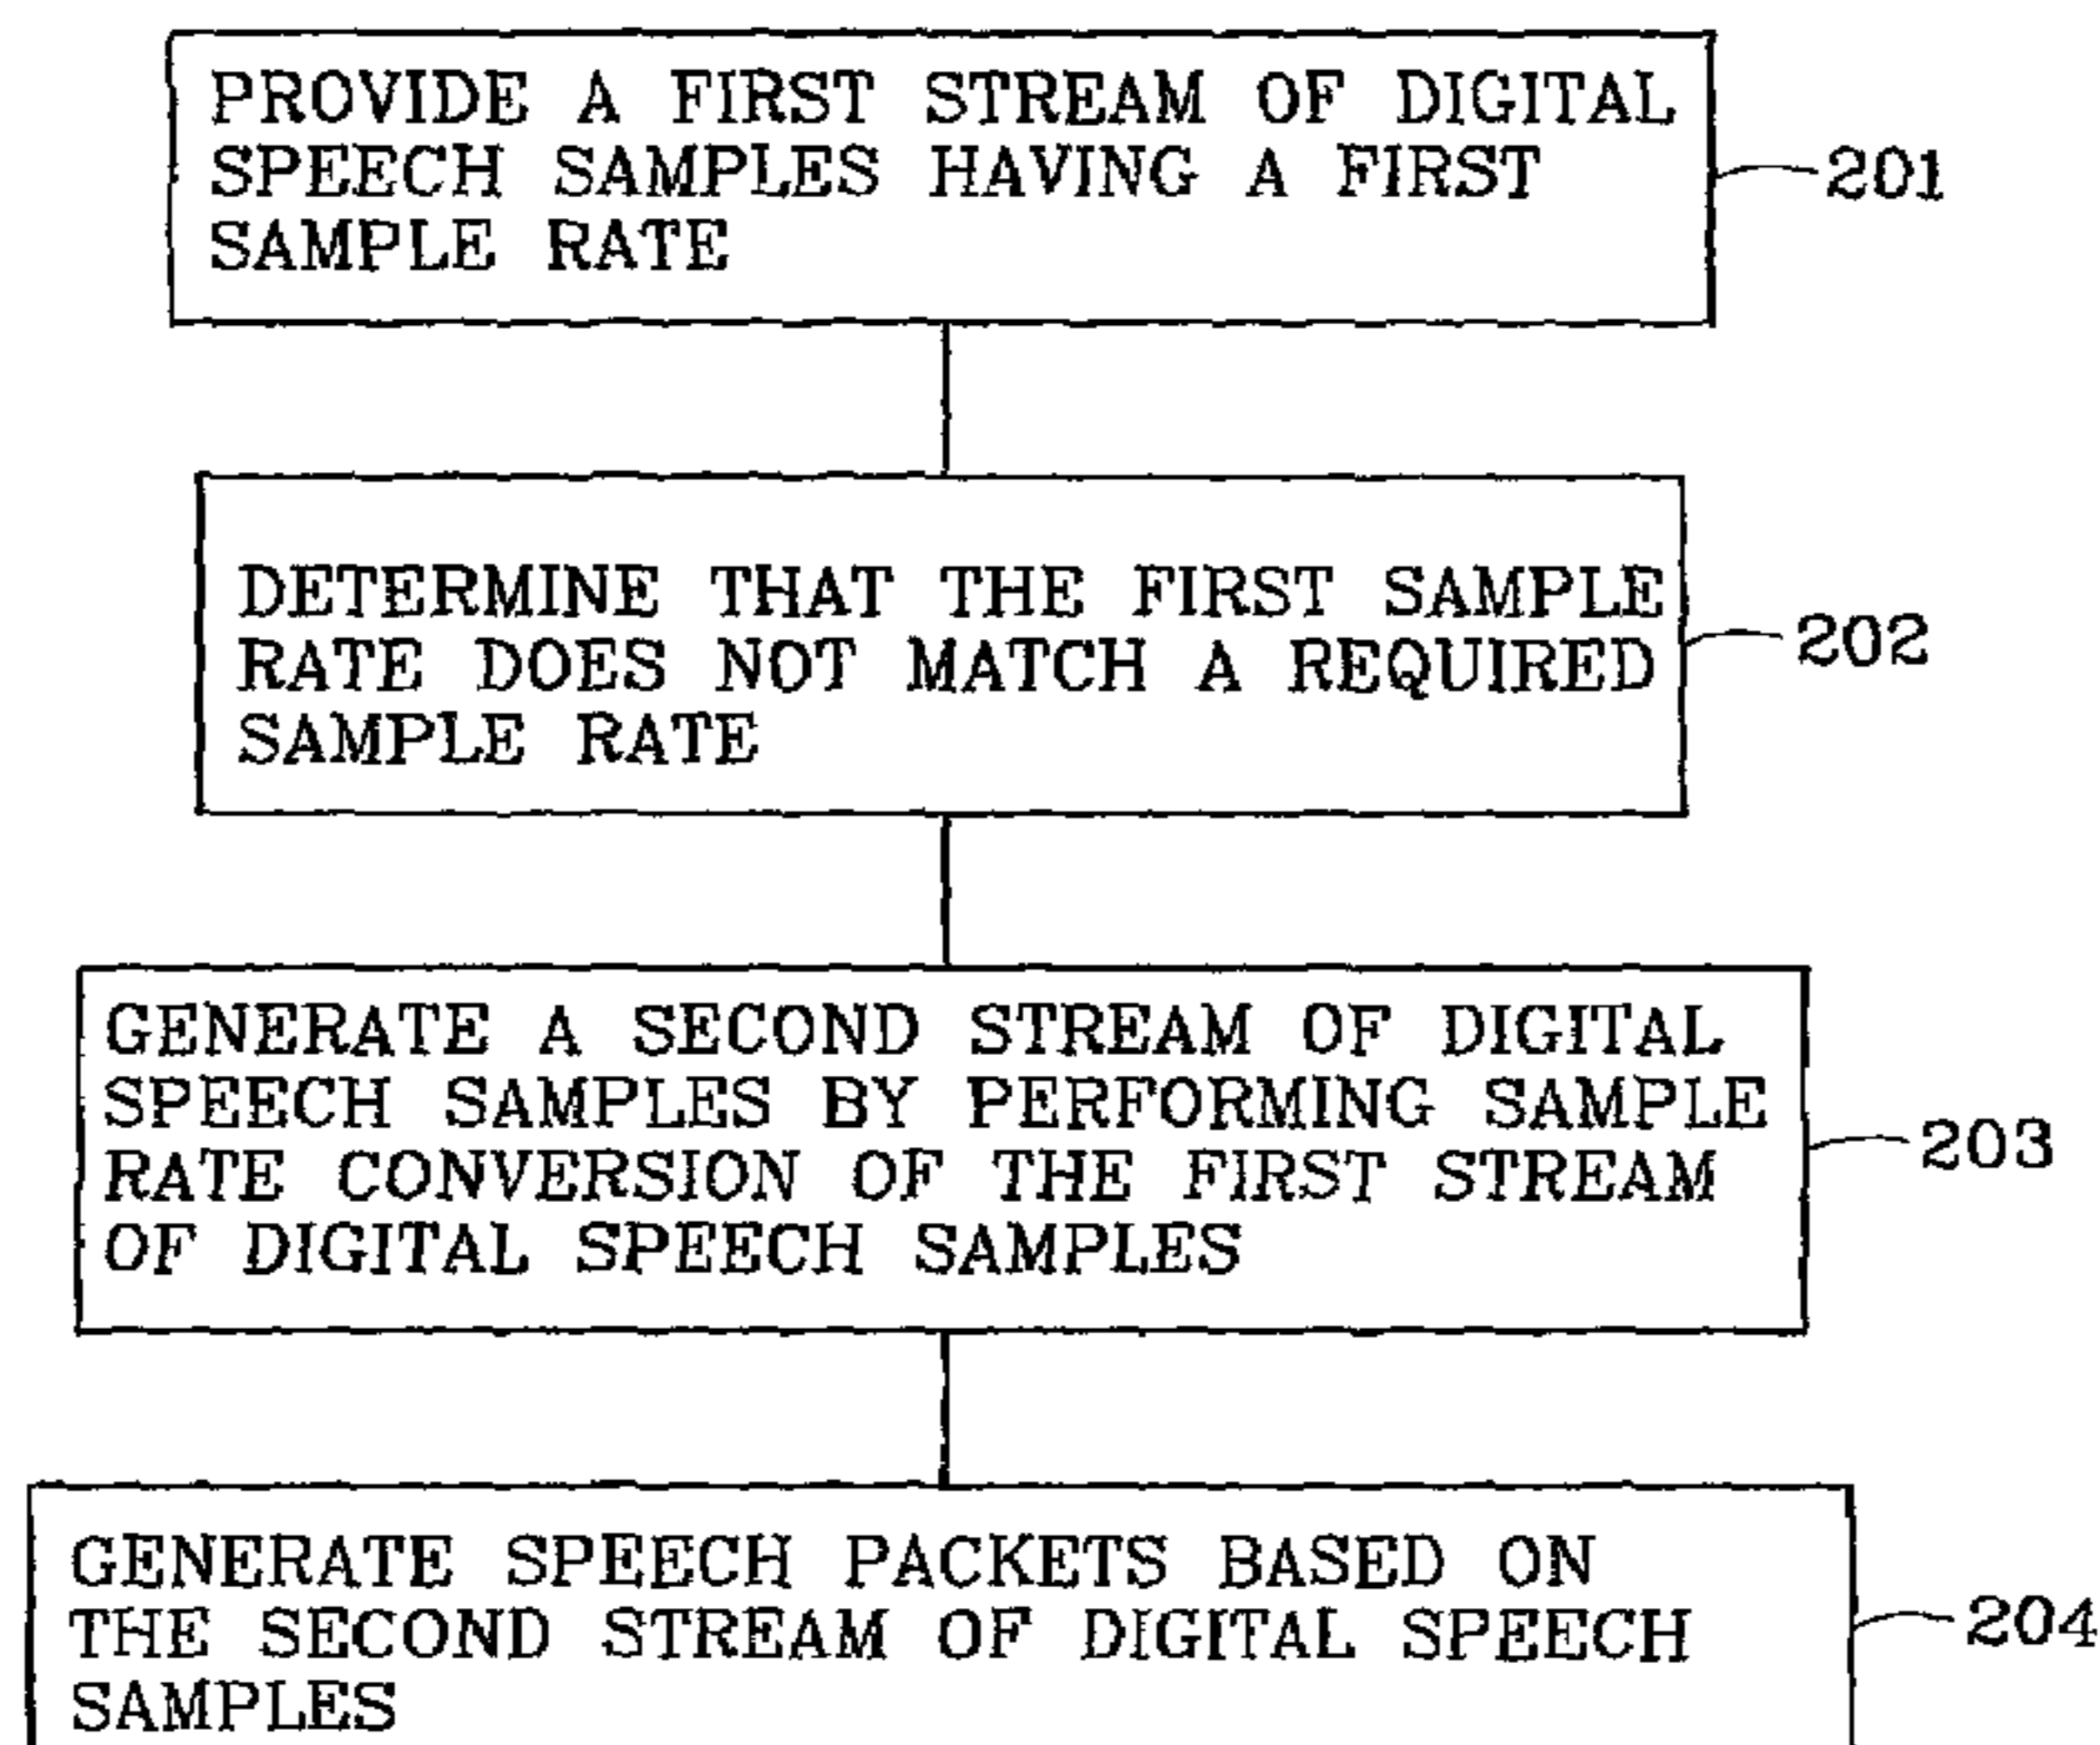 PROVIDE A FIRST STREAM OF DIGITAL
SPEECH SAMPLES HAVING A FIRST
SAMPLE RATE
201
DETERMINE THAT THE FIRST SAMPLE
RATE DOES NOT MATCH A REQUIRED
SAMPLE RATE
202
GENERATE A SECOND STREAM OF DIGITAL
SPEECH SAMPLES BY PERFORMING SAMPLE
RATE CONVERSION OF THE FIRST STREAM
OF DIGITAL SPEECH SAMPLES
203
GENERATE SPEECH PACKETS BASED ON
THE SECOND STREAM OF DIGITAL SPEECH
SAMPLES
204